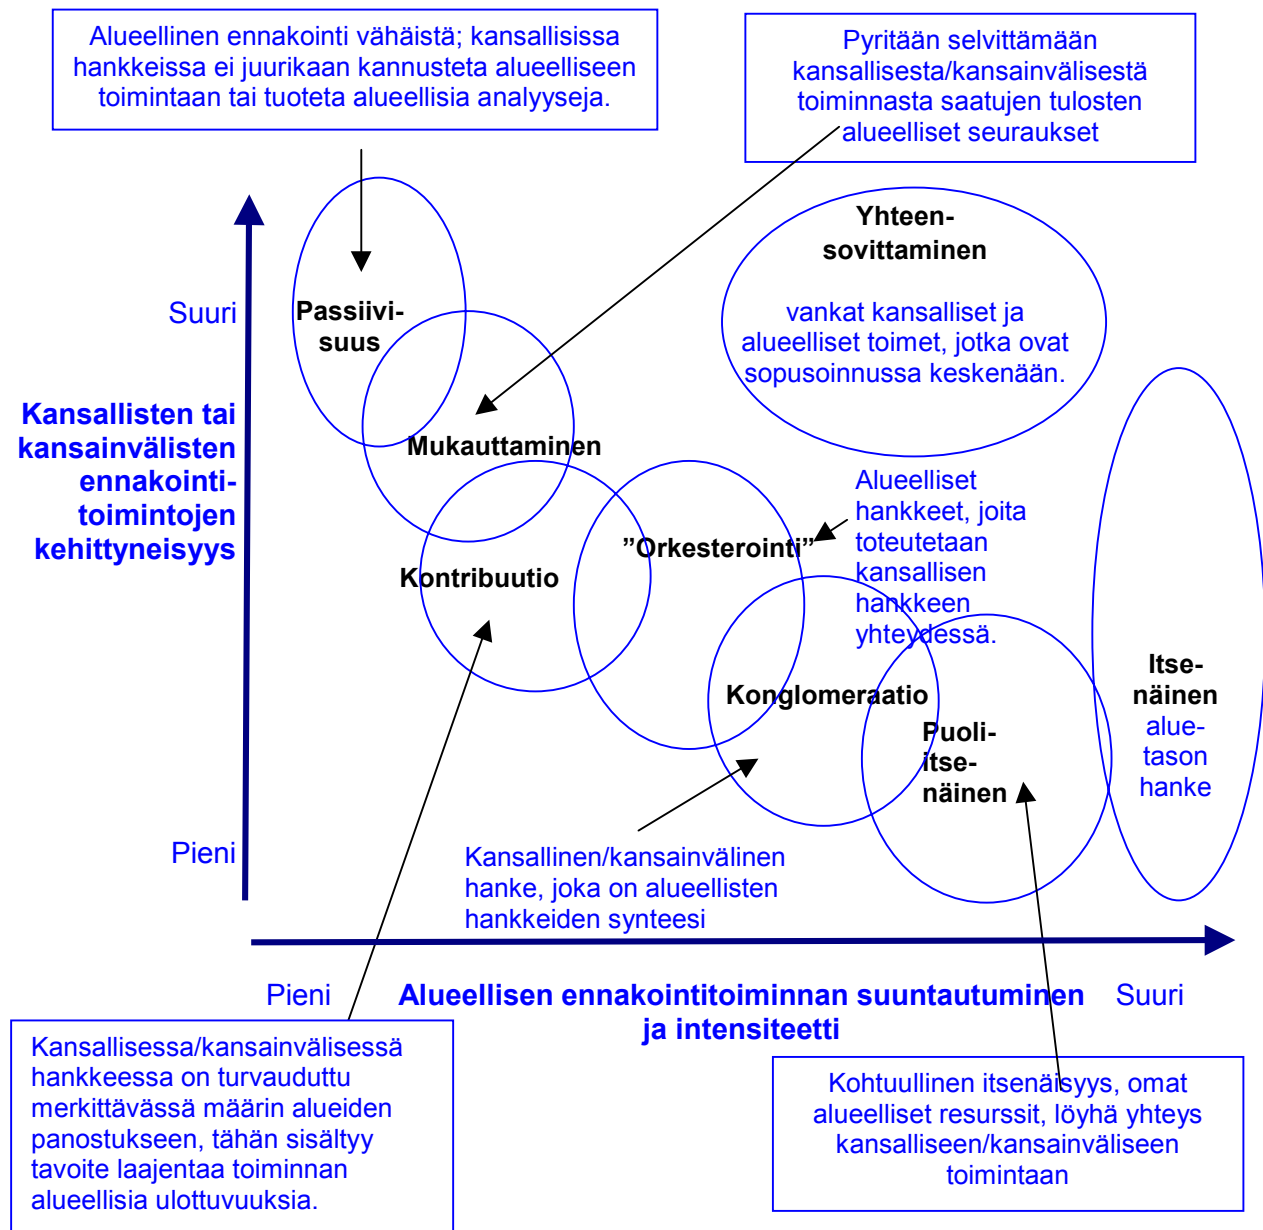 Alueellinen ennakointi vähäistä; kansallisissa
hankkeissa ei juurikaan kannusteta alueelliseen
toimintaan tai tuoteta alueellisia analyyseja.
Pyritään selvittämään
kansallisesta/kansainvälisestä
toiminnasta saatujen tulosten
alueelliset seuraukset
Yhteen-
sovittaminen
vankat kansalliset ja
alueelliset toimet, jotka ovat
sopusoinnussa keskenään.
Suuri
Passiivi-
suus
Kansallisten tai
kansainvälisten
ennakointi-
toimintojen
kehittyneisyys
Mukauttaminen
Kontribuutio
”Orkesterointi”
Alueelliset
hankkeet, joita
toteutetaan
kansallisen
hankkeen
yhteydessä.
Konglomeraatio
Puoli-
itse-
näinen
Itse-
näinen
alue-
tason
hanke
Pieni
Kansallinen/kansainvälinen
hanke, joka on alueellisten
hankkeiden synteesi
Pieni
Alueellisen ennakointitoiminnan suuntautuminen
ja intensiteetti
Suuri
Kansallisessa/kansainvälisessä
hankkeessa on turvauduttu
merkittävässä määrin alueiden
panostukseen, tähän sisältyy
tavoite laajentaa toiminnan
alueellisia ulottuvuuksia.
Kohtuullinen itsenäisyys, omat
alueelliset resurssit, löyhä yhteys
kansalliseen/kansainväliseen
toimintaan